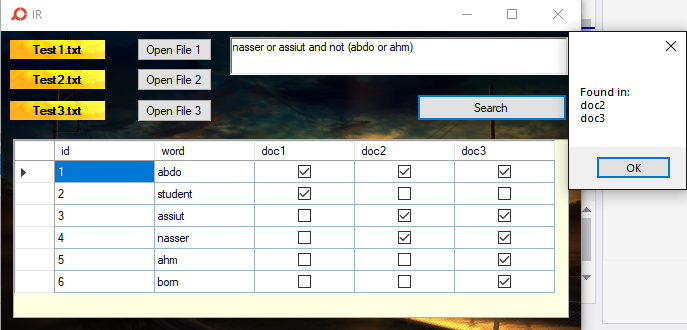 IR
Test1.txt
Open File 1
nasser or assiut and not (abdo or ahm)
Test2.txt
Open File 2
Test3.txt
Open File 3
Search
id word doc1 doc2 doc3
1 abdo
2 student
3 assiut
4 nasser
5 ahm
6 born
Found in:
doc2
doc3
OK